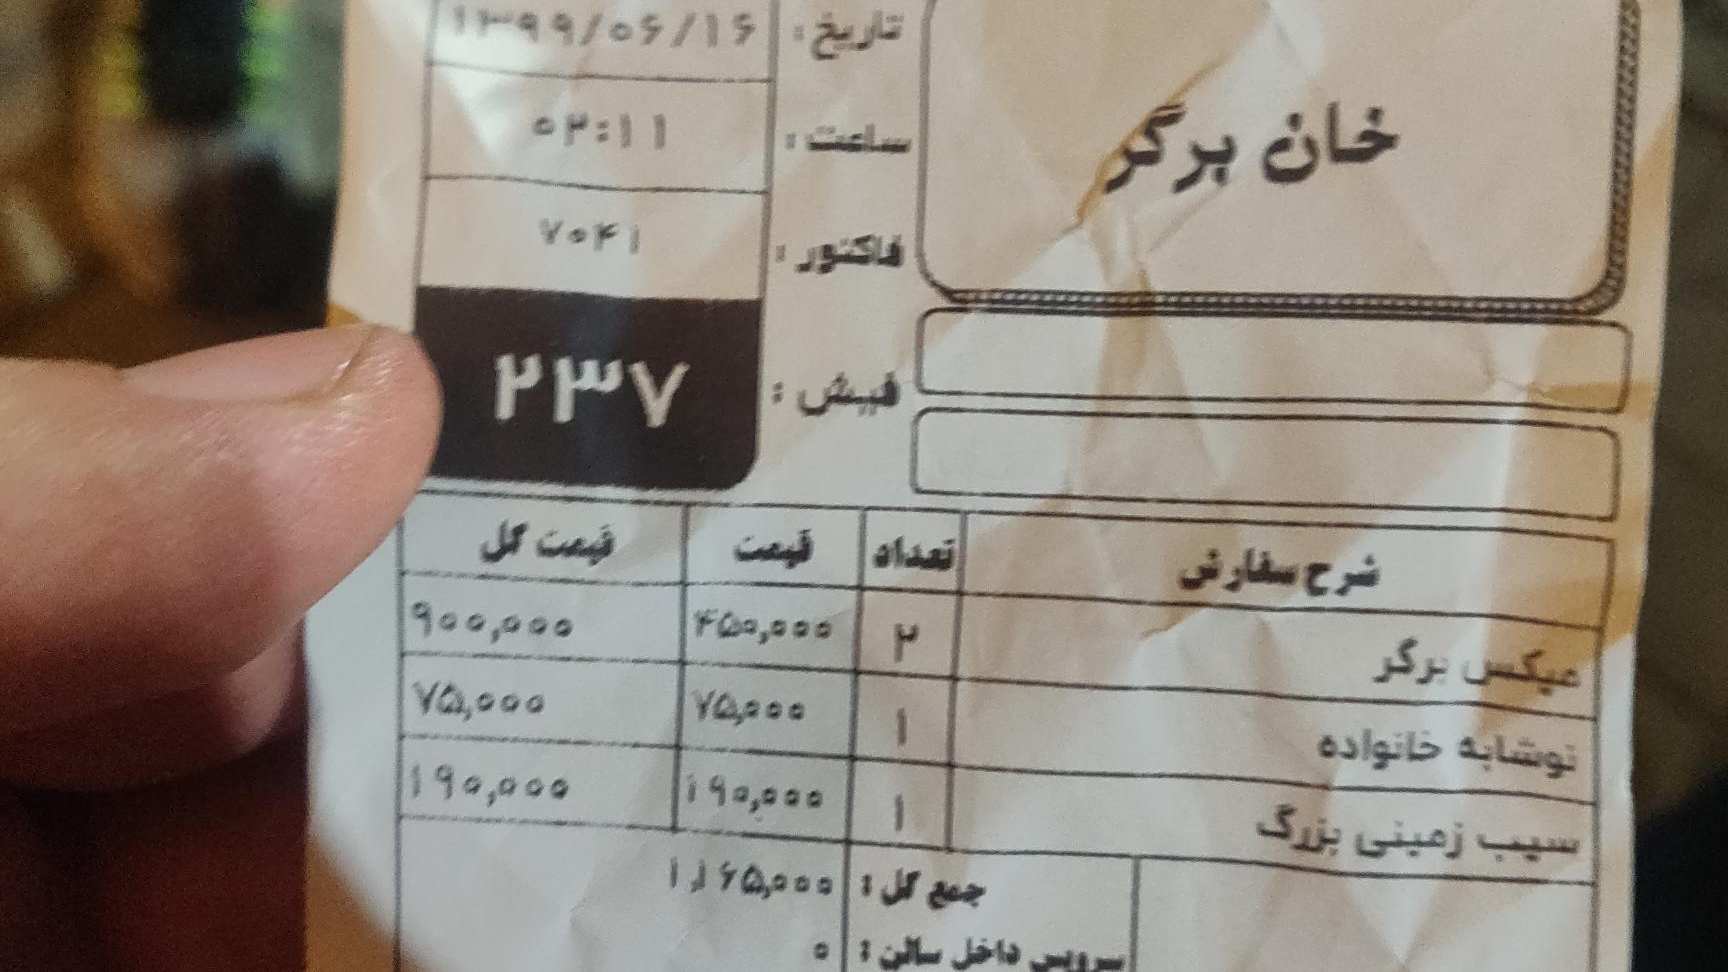 خان برگر
تاریخ : ۱۳۹۹/۰۶/۱۶
ساعت : ۰۲:۱۱
فاکتور : ۷۰۴۱
فیش : ۲۳۷
شرح سفارش تعداد قیمت قیمت کل
میکس برگر ۲ ۴۵۰,۰۰۰ ۹۰۰,۰۰۰
نوشابه خانواده ۱ ۷۵,۰۰۰ ۷۵,۰۰۰
سیب زمینی بزرگ ۱ ۱۹۰,۰۰۰ ۱۹۰,۰۰۰
جمع کل : ۱,۱۶۵,۰۰۰
سرویس داخل سالن : ۰